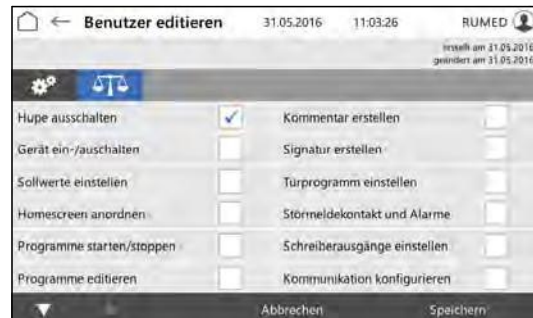 Benutzer editieren 31.05.2016 11:03:26 RUMED
erstellt am 31.05.2016
geändert am 31.05.2016
Hupe ausschalten Kommentar erstellen
Gerät ein-/auschalten Signatur erstellen
Sollwerte einstellen Türprogramm einstellen
Homescreen anordnen Störmeldekontakt und Alarme
Programme starten/stoppen Schreiberausgänge einstellen
Programme editieren Kommunikation konfigurieren
Abbrechen Speichern